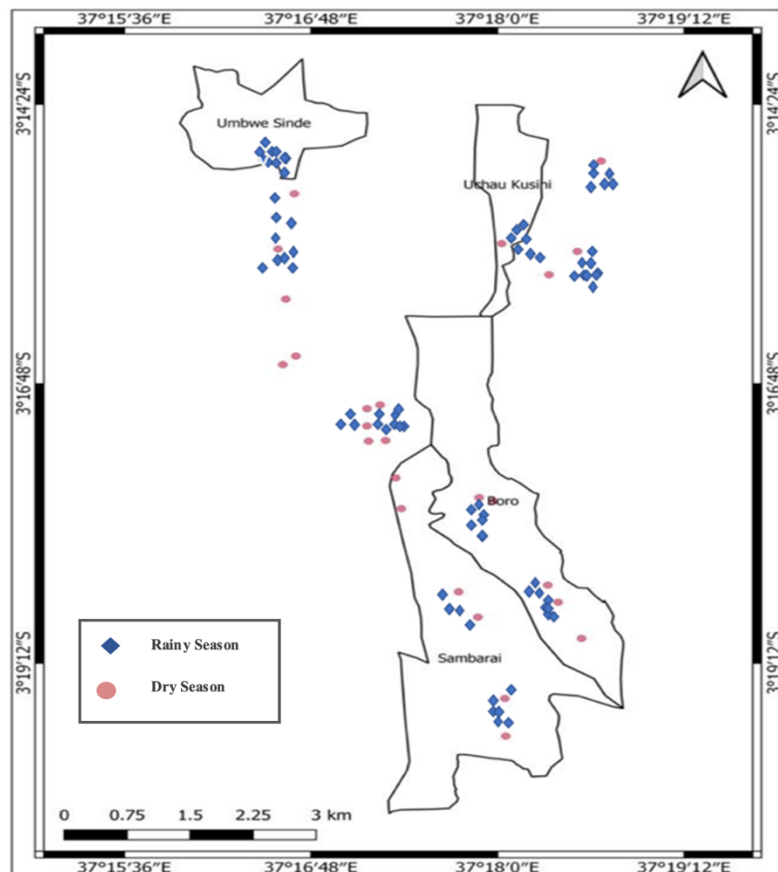 37°15′36″E 37°16′48″E 37°18′0″E 37°19′12″E
3°14′24″S 3°14′24″S
Umbwe Sinde
Uchau Kusini
3°16′48″S 3°16′48″S
Boro
Rainy Season
Sambarai
3°19′12″S 3°19′12″S
Dry Season
0 0.75 1.5 2.25 3 km
37°15′36″E 37°16′48″E 37°18′0″E 37°19′12″E